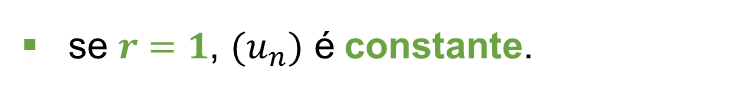 ▪ se r = 1, (uₙ) é constante.